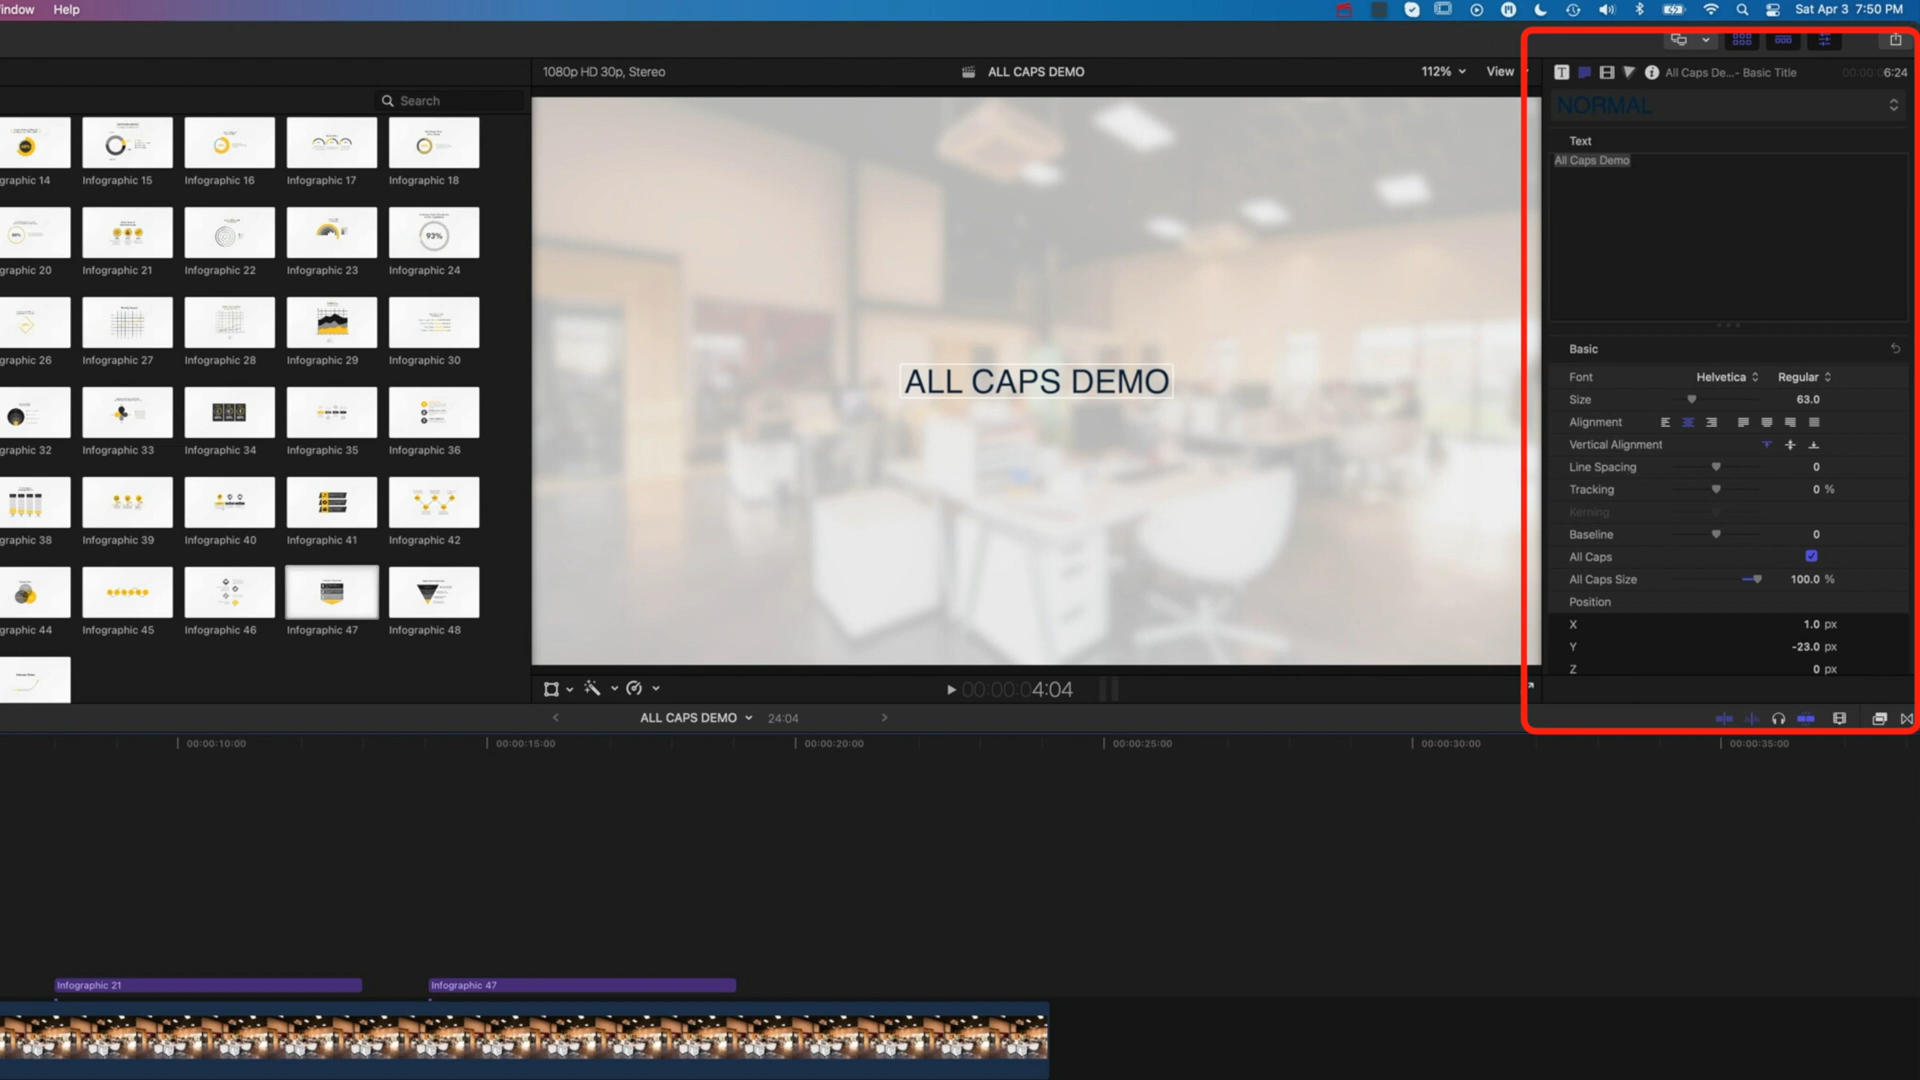 indow Help
Sat Apr 3 7:50 PM
1080p HD 30p, Stereo
ALL CAPS DEMO
112%
View
Search
graphic 14
Infographic 15
Infographic 16
Infographic 17
Infographic 18
graphic 20
Infographic 21
Infographic 22
Infographic 23
93%
Infographic 24
graphic 26
Infographic 27
Infographic 28
Infographic 29
Infographic 30
graphic 32
Infographic 33
Infographic 34
Infographic 35
Infographic 36
graphic 38
Infographic 39
Infographic 40
Infographic 41
Infographic 42
graphic 44
Infographic 45
Infographic 46
Infographic 47
Infographic 48
ALL CAPS DEMO
00:00:04:04
All Caps De...- Basic Title
00:00:06:24
NORMAL
Text
All Caps Demo
Basic
Font Helvetica Regular
Size 63.0
Alignment
Vertical Alignment
Line Spacing 0
Tracking 0 %
Kerning
Baseline 0
All Caps
All Caps Size 100.0 %
Position
X 1.0 px
Y -23.0 px
Z 0 px
ALL CAPS DEMO 24:04
00:00:10:00
00:00:15:00
00:00:20:00
00:00:25:00
00:00:30:00
00:00:35:00
Infographic 21
Infographic 47